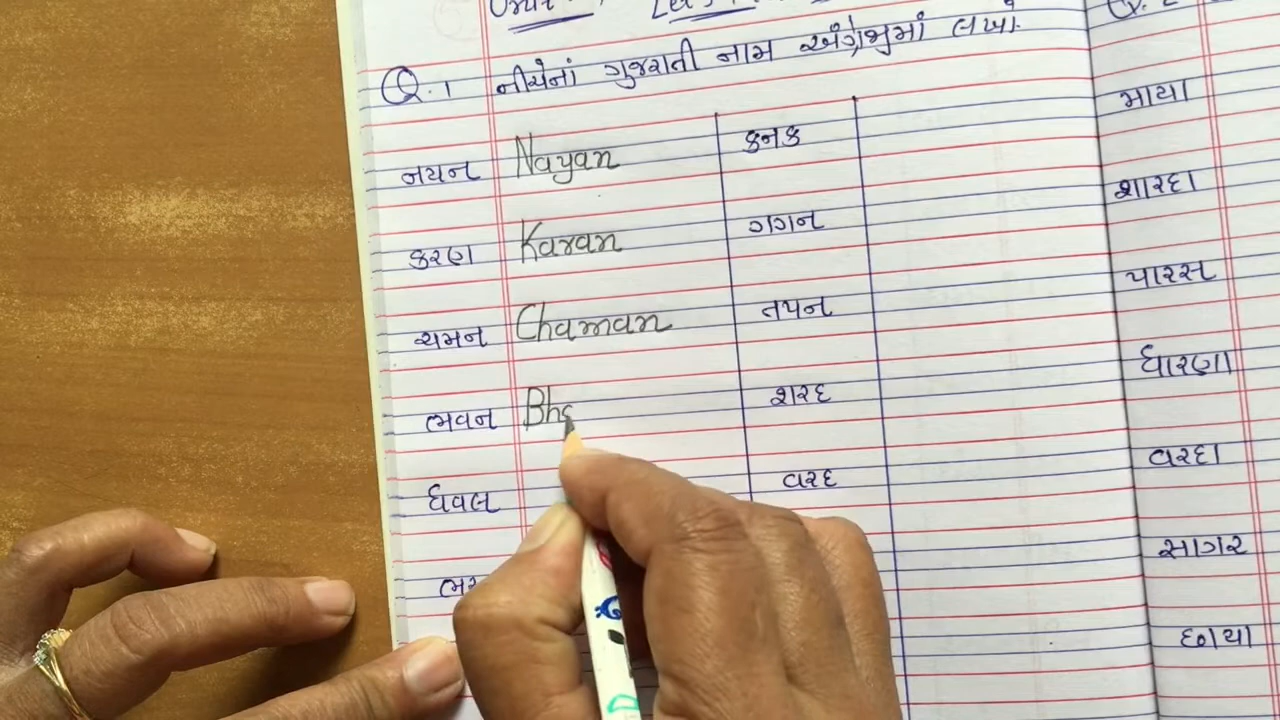 Q.1 નીચેનાં ગુજરાતી નામ અંગ્રેજીમાં લખો.
નયન Nayan કનક
કરણ Karan ગગન
ચમન Chaman તપન
ભવન Bh શરદ
ધવલ વરદ
માયા
શારદા
પારસ
ધારણા
વરદા
સાગર
છાયા